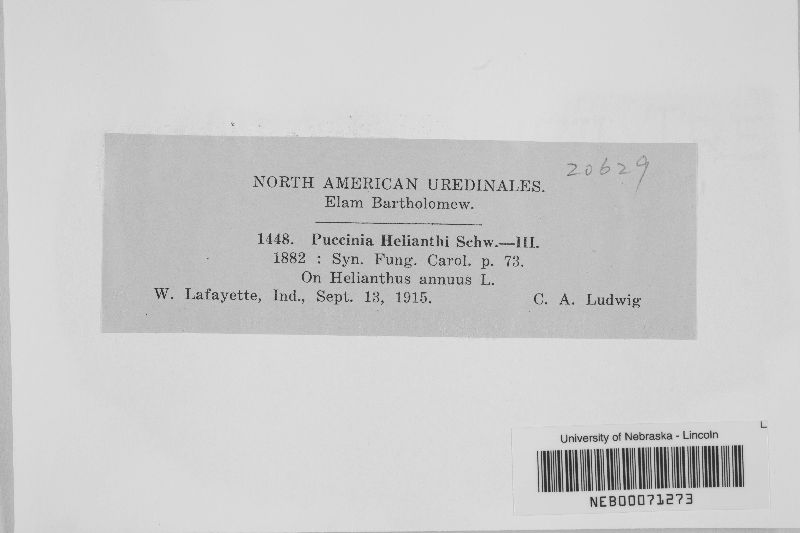 20629
NORTH AMERICAN UREDINALES.
Elam Bartholomew.
1448. Puccinia Helianthi Schw.—III.
1882 : Syn. Fung. Carol. p. 73.
On Helianthus annuus L.
W. Lafayette, Ind., Sept. 13, 1915. C. A. Ludwig
L
University of Nebraska - Lincoln
NEB00071273